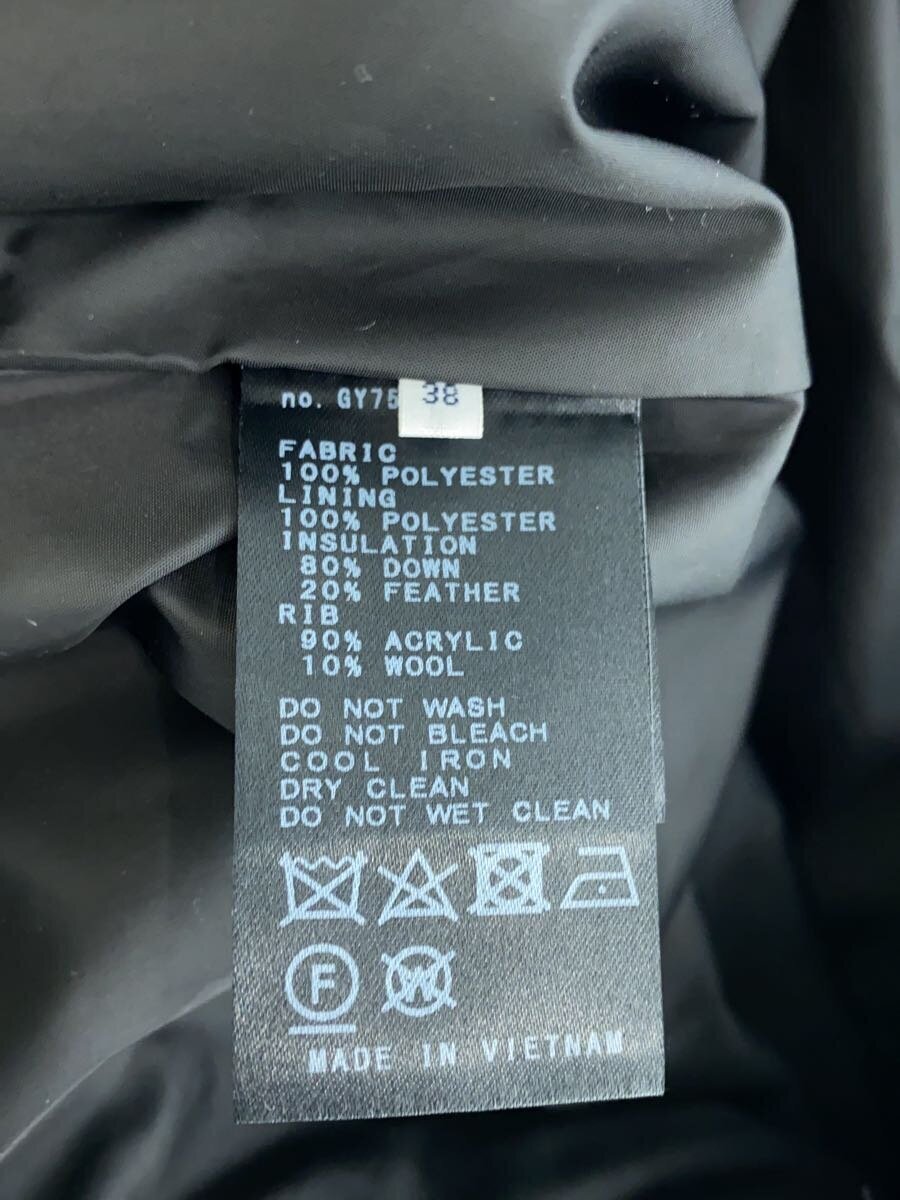 no. GY75 38
FABRIC
100% POLYESTER
LINING
100% POLYESTER
INSULATION
80% DOWN
20% FEATHER
RIB
90% ACRYLIC
10% WOOL
DO NOT WASH
DO NOT BLEACH
COOL IRON
DRY CLEAN
DO NOT WET CLEAN
F W
MADE IN VIETNAM